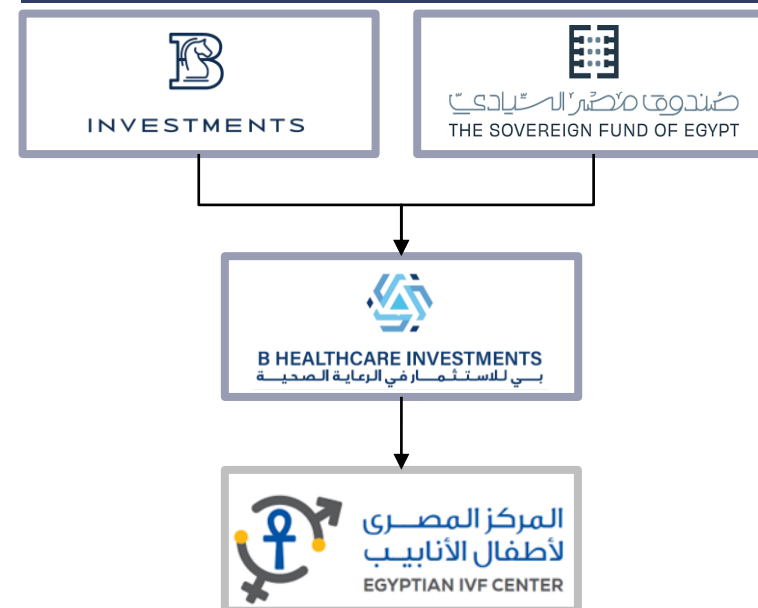 B
INVESTMENTS
صندوق مصر السيادي
THE SOVEREIGN FUND OF EGYPT
B HEALTHCARE INVESTMENTS
بي للاستثمار في الرعاية الصحية
المركز المصرى
لأطفال الأنابيب
EGYPTIAN IVF CENTER